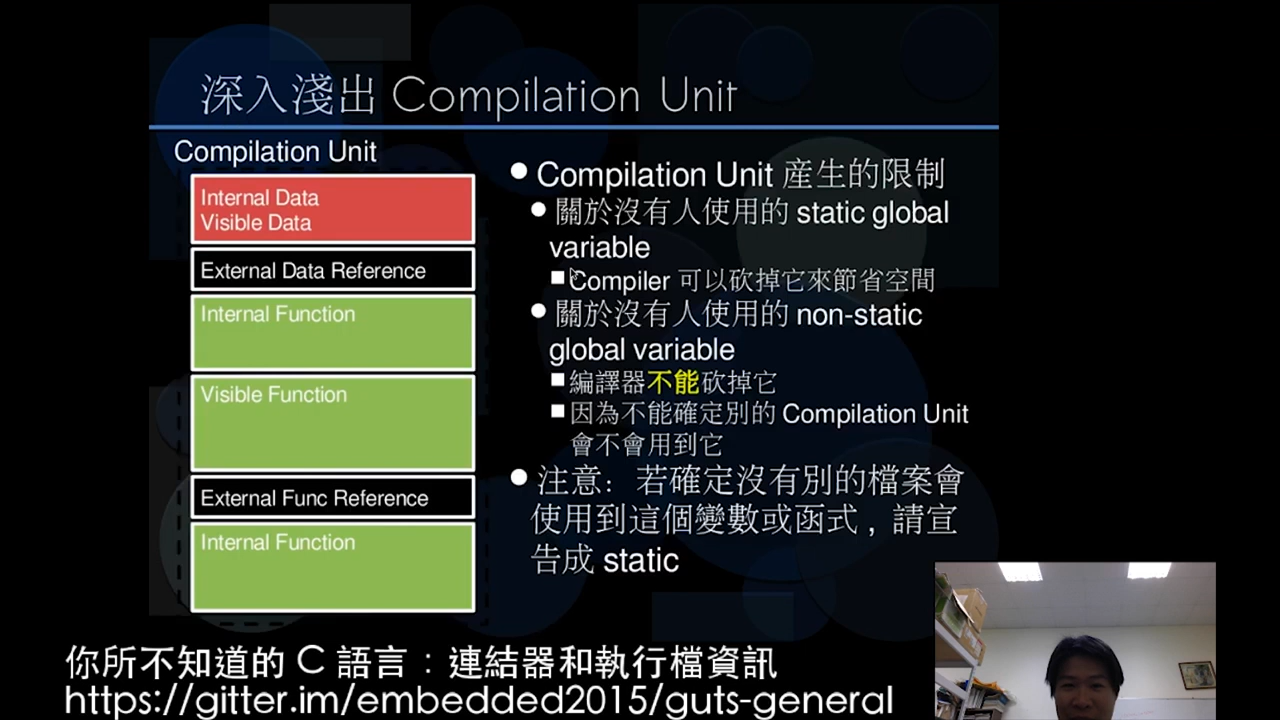 深入淺出 Compilation Unit
Compilation Unit
Internal Data
Visible Data
External Data Reference
Internal Function
Visible Function
External Func Reference
Internal Function
Compilation Unit 產生的限制
關於沒有人使用的 static global
variable
Compiler 可以砍掉它來節省空間
關於沒有人使用的 non-static
global variable
編譯器不能砍掉它
因為不能確定別的 Compilation Unit
會不會用到它
注意: 若確定沒有別的檔案會
使用到這個變數或函式 , 請宣
告成 static
你所不知道的 C 語言：連結器和執行檔資訊
https://gitter.im/embedded2015/guts-general